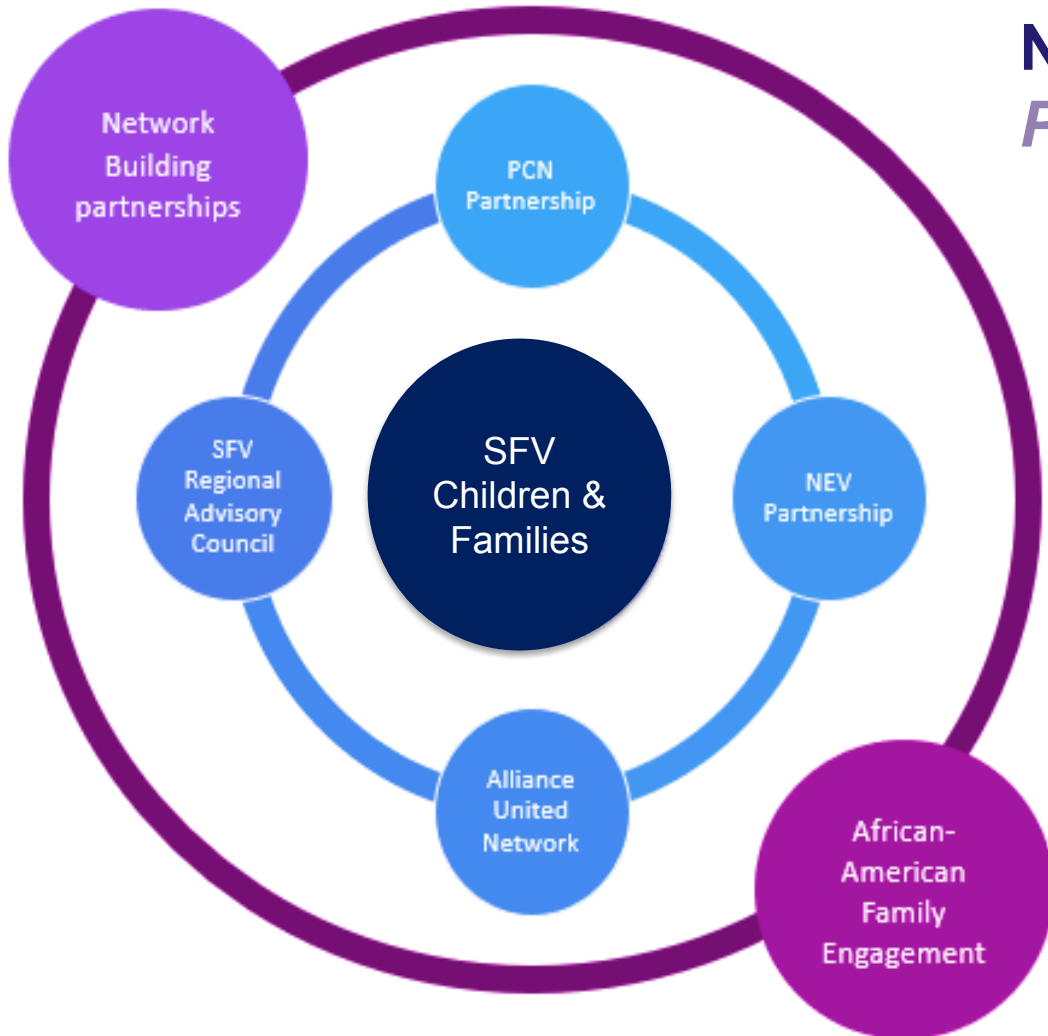 Network
Building
partnerships
PCN
Partnership
SFV
Regional
Advisory
Council
SFV
Children &
Families
NEV
Partnership
Alliance
United
Network
African-
American
Family
Engagement